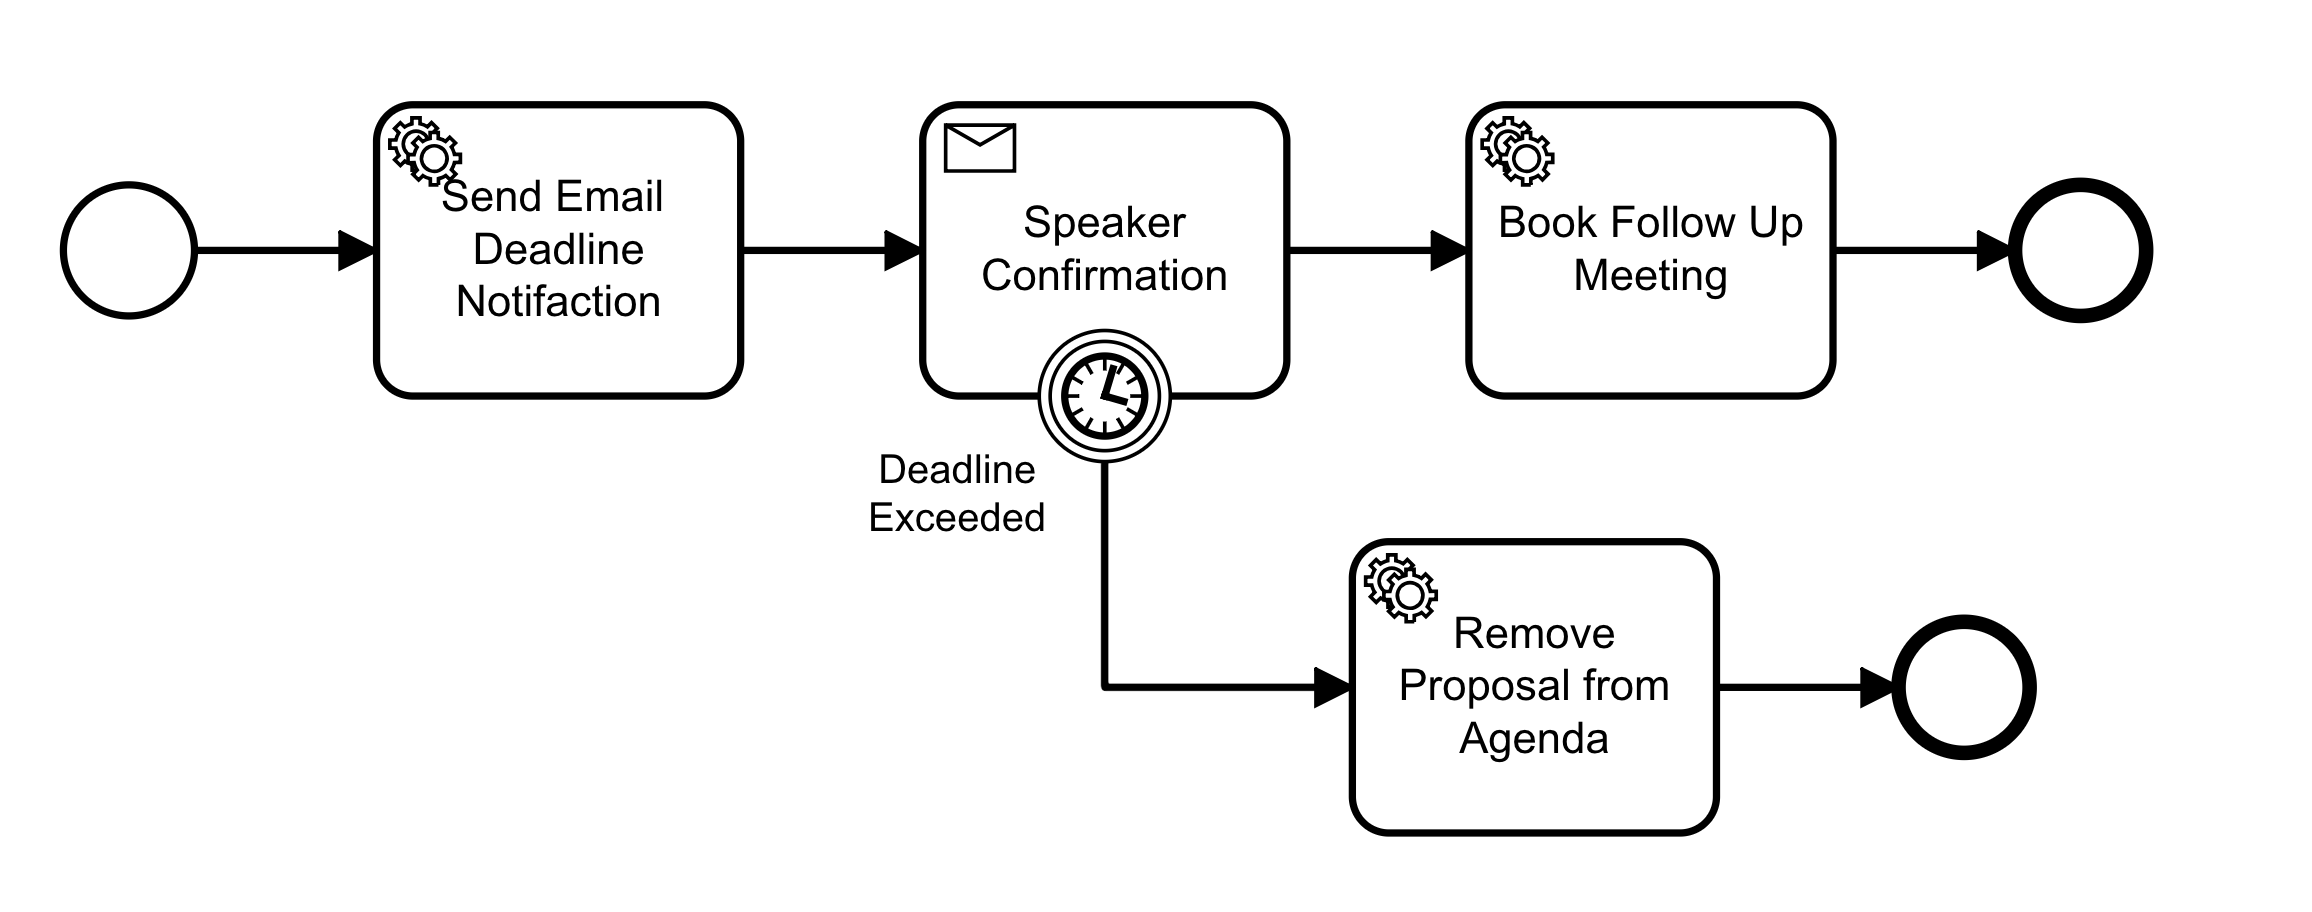 Send Email
Deadline
Notifaction
Speaker
Confirmation
Book Follow Up
Meeting
Deadline
Exceeded
Remove
Proposal from
Agenda